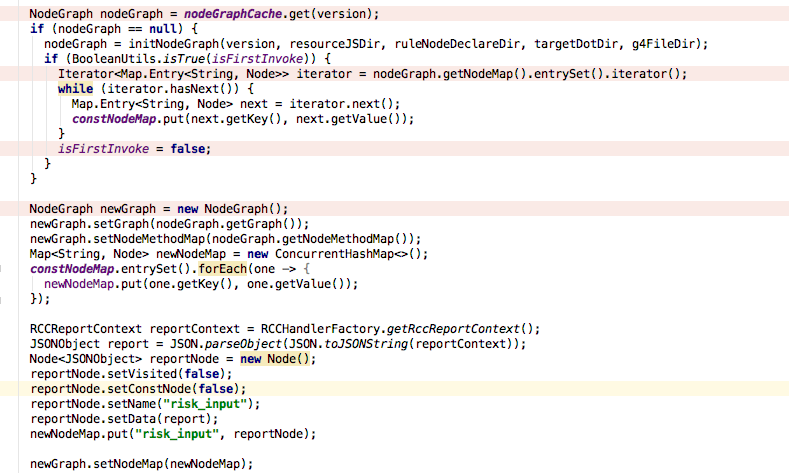 NodeGraph nodeGraph = nodeGraphCache.get(version);
if (nodeGraph == null) {
nodeGraph = initNodeGraph(version, resourceJSDir, ruleNodeDeclareDir, targetDotDir, g4FileDir);
if (BooleanUtils.isTrue(isFirstInvoke)) {
Iterator<Map.Entry<String, Node>> iterator = nodeGraph.getNodeMap().entrySet().iterator();
while (iterator.hasNext()) {
Map.Entry<String, Node> next = iterator.next();
constNodeMap.put(next.getKey(), next.getValue());
}
isFirstInvoke = false;
}
}
NodeGraph newGraph = new NodeGraph();
newGraph.setGraph(nodeGraph.getGraph());
newGraph.setNodeMethodMap(nodeGraph.getNodeMethodMap());
Map<String, Node> newNodeMap = new ConcurrentHashMap<>();
constNodeMap.entrySet().forEach(one -> {
newNodeMap.put(one.getKey(), one.getValue());
});
RCCReportContext reportContext = RCCHandlerFactory.getRccReportContext();
JSONObject report = JSON.parseObject(JSON.toJSONString(reportContext));
Node<JSONObject> reportNode = new Node();
reportNode.setVisited(false);
reportNode.setConstNode(false);
reportNode.setName("risk_input");
reportNode.setData(report);
newNodeMap.put("risk_input", reportNode);
newGraph.setNodeMap(newNodeMap);